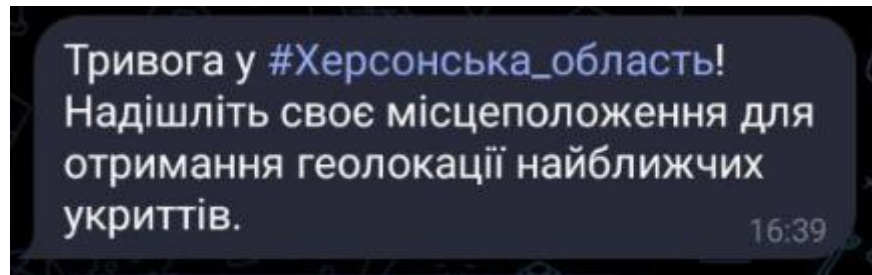 Тривога у #Херсонська_область!
Надішліть своє місцеположення для
отримання геолокації найближчих
укриттів.
16:39